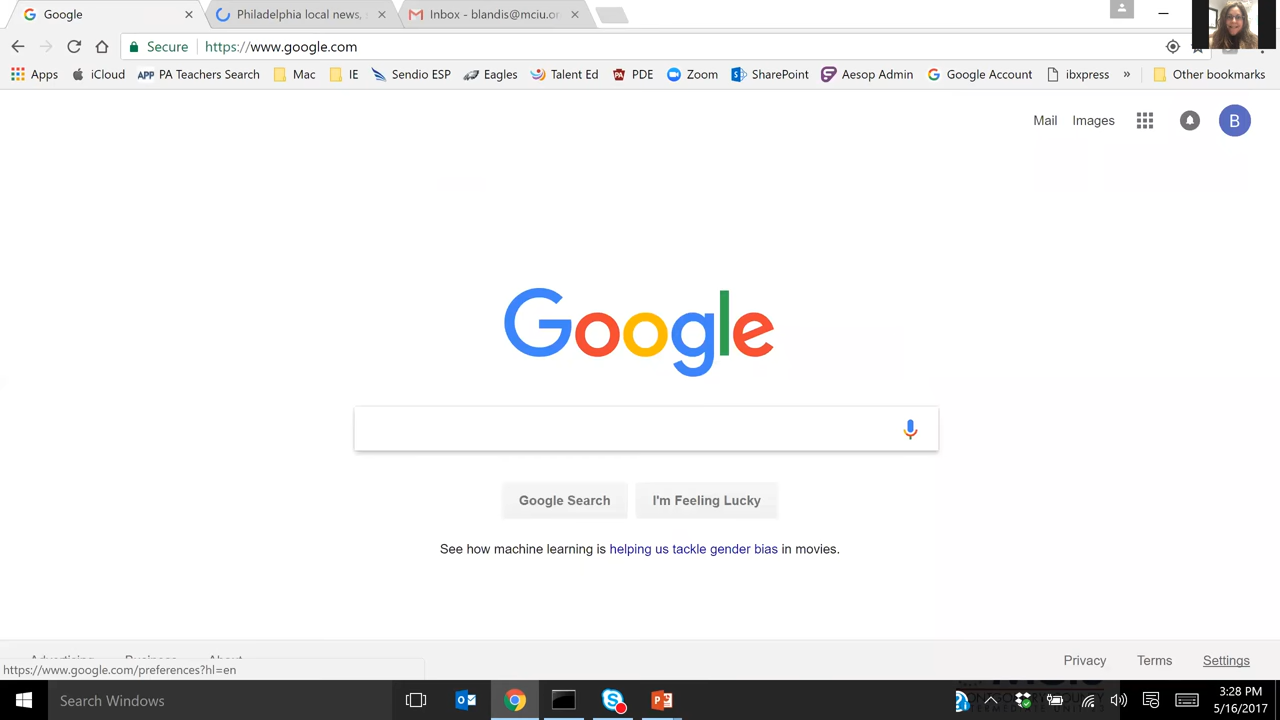 Google
Philadelphia local news, s
Inbox - blandis@mciu.or
Secure https://www.google.com
Apps iCloud PA Teachers Search Mac IE Sendio ESP Eagles Talent Ed PDE Zoom SharePoint Aesop Admin Google Account ibxpress » Other bookmarks
Mail Images B
Google
Google Search I'm Feeling Lucky
See how machine learning is helping us tackle gender bias in movies.
Advertising Business About
https://www.google.com/preferences?hl=en
Privacy Terms Settings
Search Windows
3:28 PM
5/16/2017